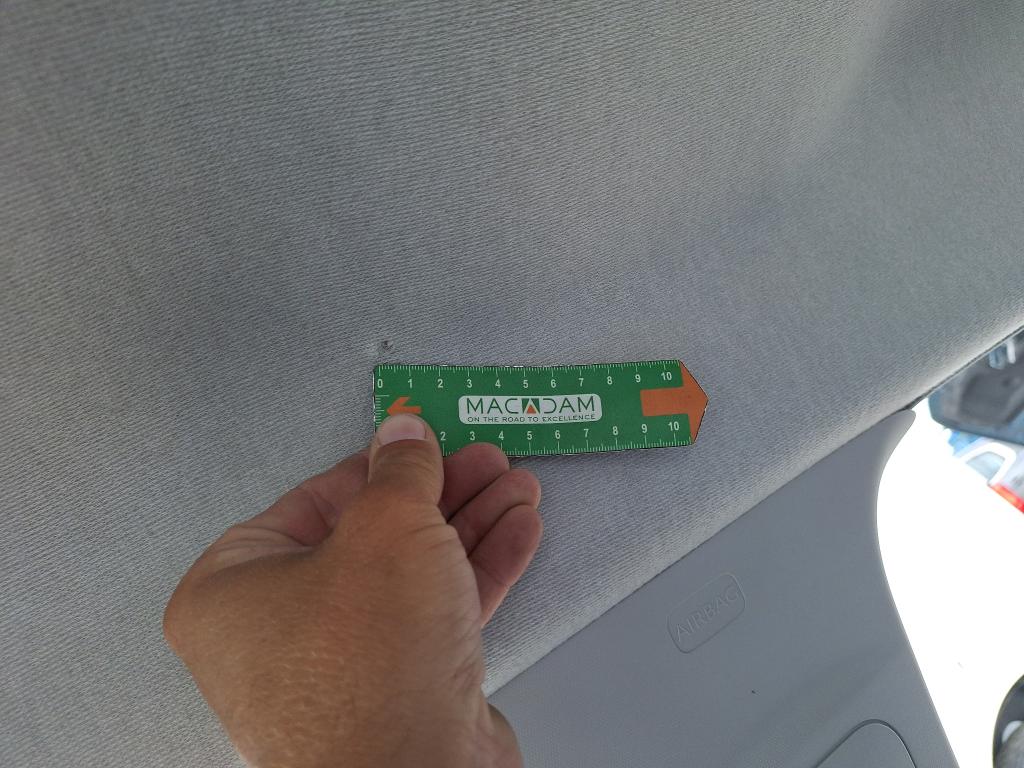 0 1 2 3 4 5 6 7 8 9 10
MACADAM
ON THE ROAD TO EXCELLENCE
2 3 4 5 6 7 8 9 10
AIRBAG